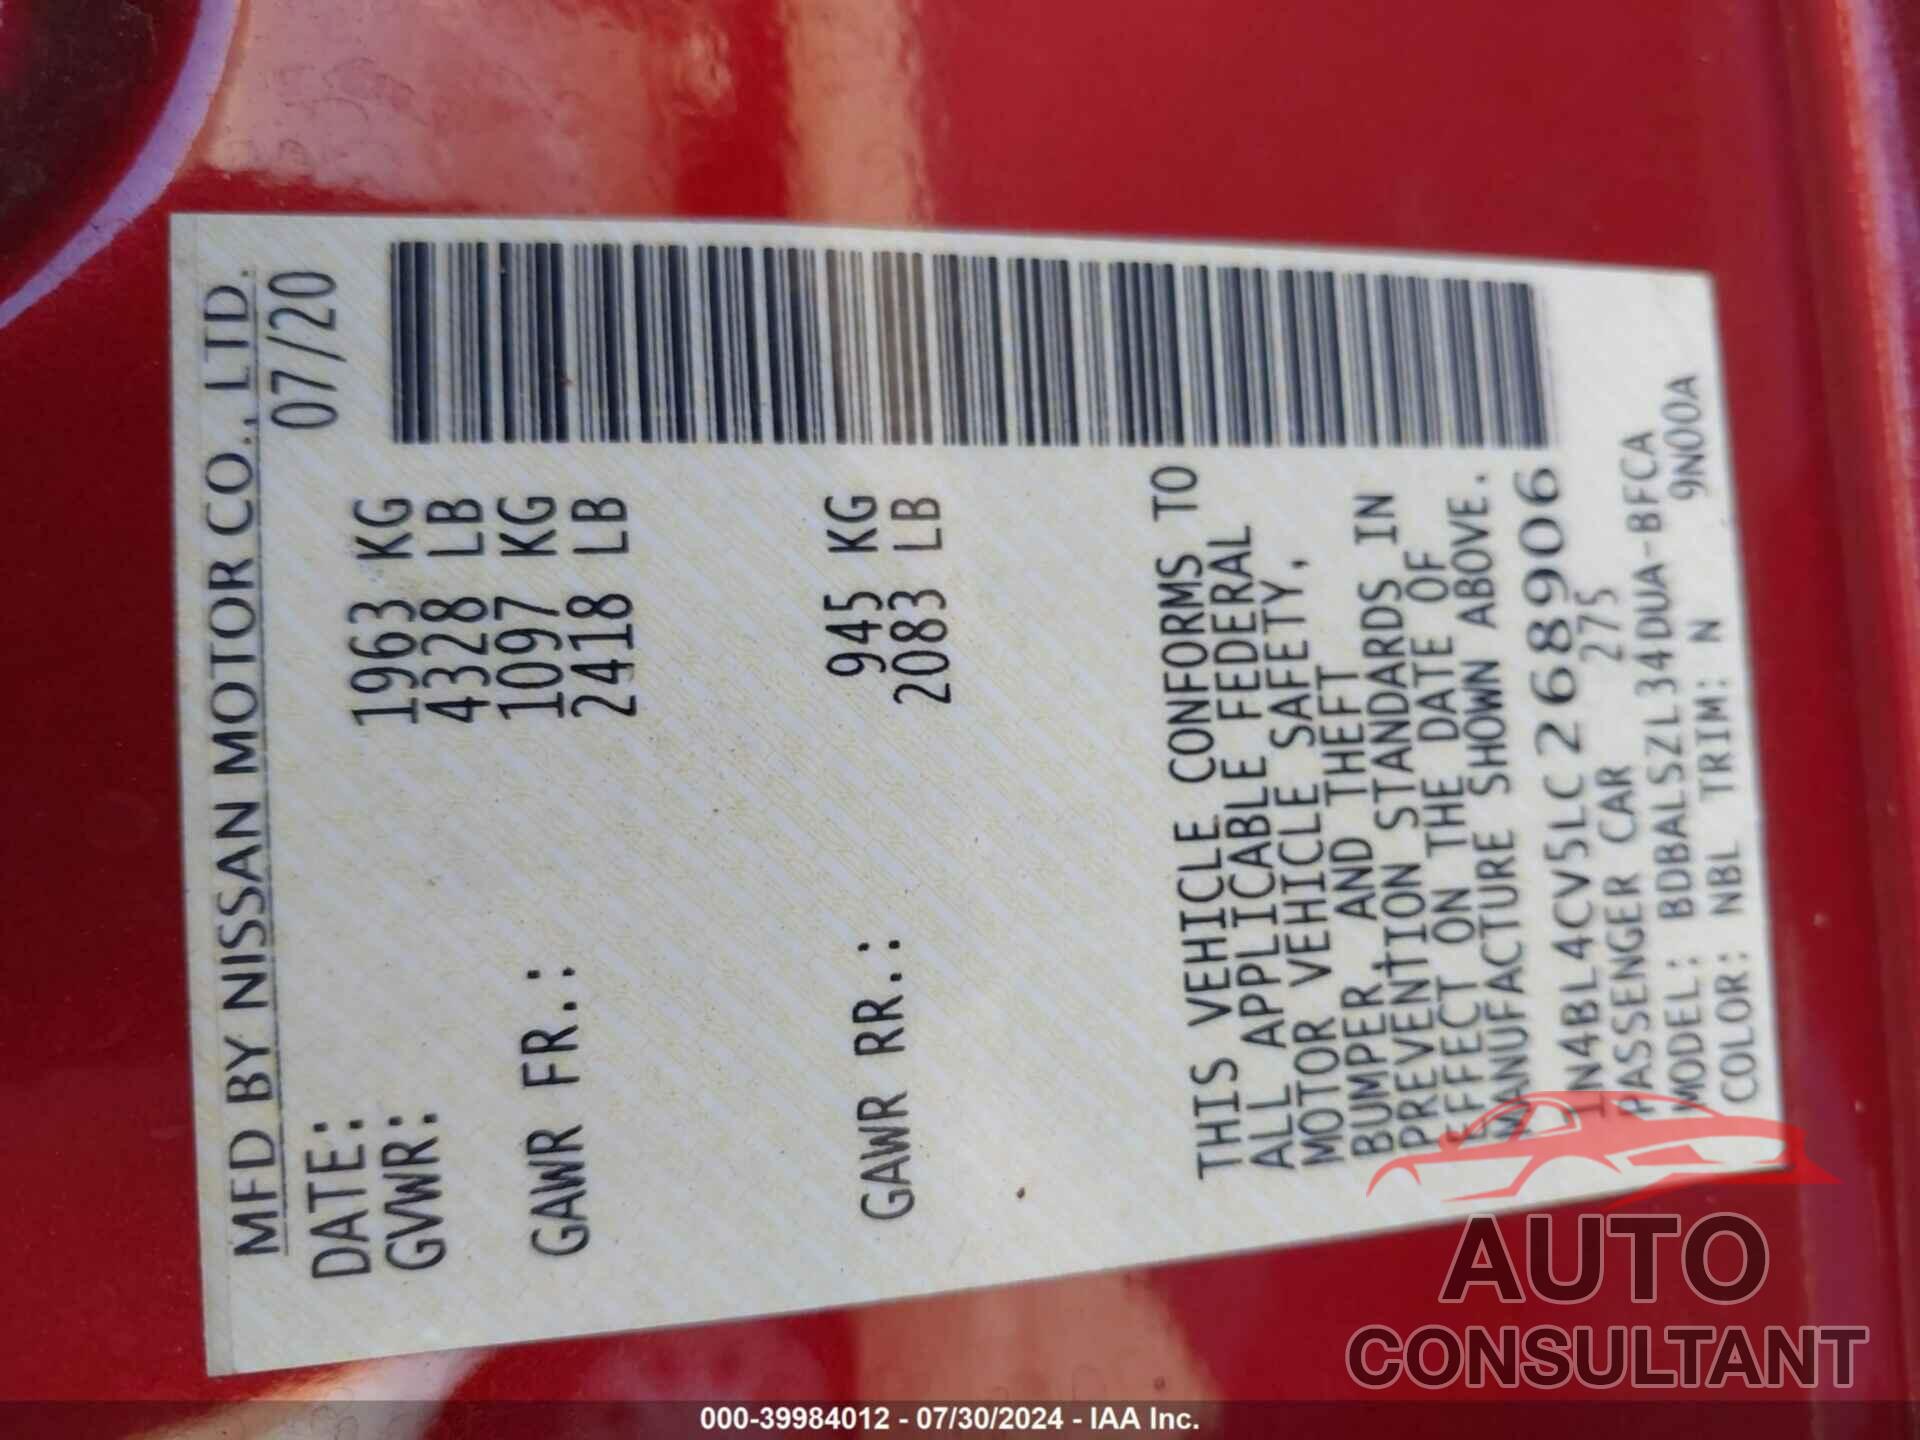 MFD BY NISSAN MOTOR CO., LTD.
DATE: 07/20
GVWR: 1963 KG
4328 LB
GAWR FR.: 1097 KG
2418 LB
GAWR RR.: 945 KG
2083 LB
THIS VEHICLE CONFORMS TO
ALL APPLICABLE FEDERAL
MOTOR VEHICLE SAFETY,
BUMPER, AND THEFT
PREVENTION STANDARDS IN
EFFECT ON THE DATE OF
MANUFACTURE SHOWN ABOVE.
1N4BL4CV5LC268906
PASSENGER CAR 275
MODEL: BDBALSZL34DUA-BFCA
COLOR: NBL TRIM: N 9N00A
AUTO
CONSULTANT
000-39984012 - 07/30/2024 - IAA Inc.